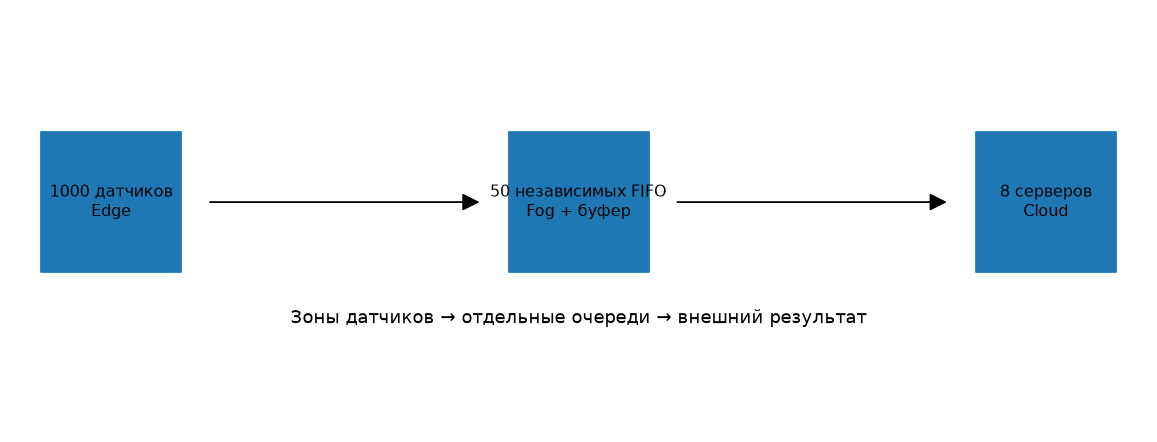 1000 датчиков
Edge
50 независимых FIFO
Fog + буфер
8 серверов
Cloud
Зоны датчиков → отдельные очереди → внешний результат